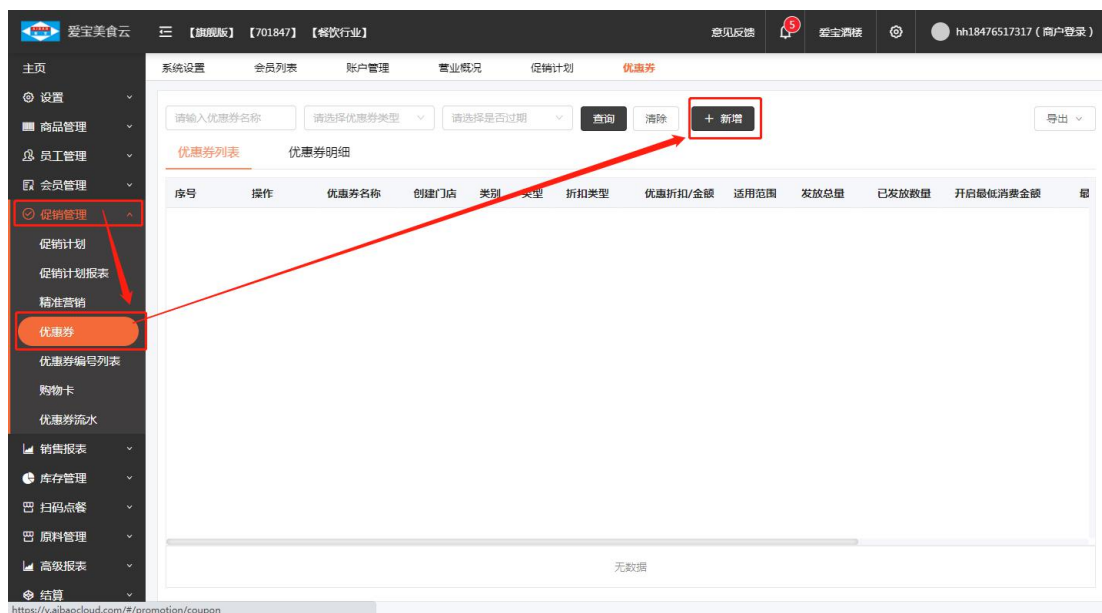 爱宝美食云
【旗舰版】 【701847】 【餐饮行业】
意见反馈
5
爱宝酒楼
hh18476517317 ( 商户登录 )
主页
设置
商品管理
员工管理
会员管理
促销管理
促销计划
促销计划报表
精准营销
优惠券
优惠券编号列表
购物卡
优惠券流水
销售报表
库存管理
扫码点餐
原料管理
高级报表
结算
系统设置 会员列表 账户管理 营业概况 促销计划 优惠券
请输入优惠券名称 请选择优惠券类型 请选择是否过期 查询 清除 + 新增 导出
优惠券列表 优惠券明细
序号 操作 优惠券名称 创建门店 类别 类型 折扣类型 优惠折扣/金额 适用范围 发放总量 已发放数量 开启最低消费金额 最
无数据
https://y.aibaocloud.com/#/promotion/coupon